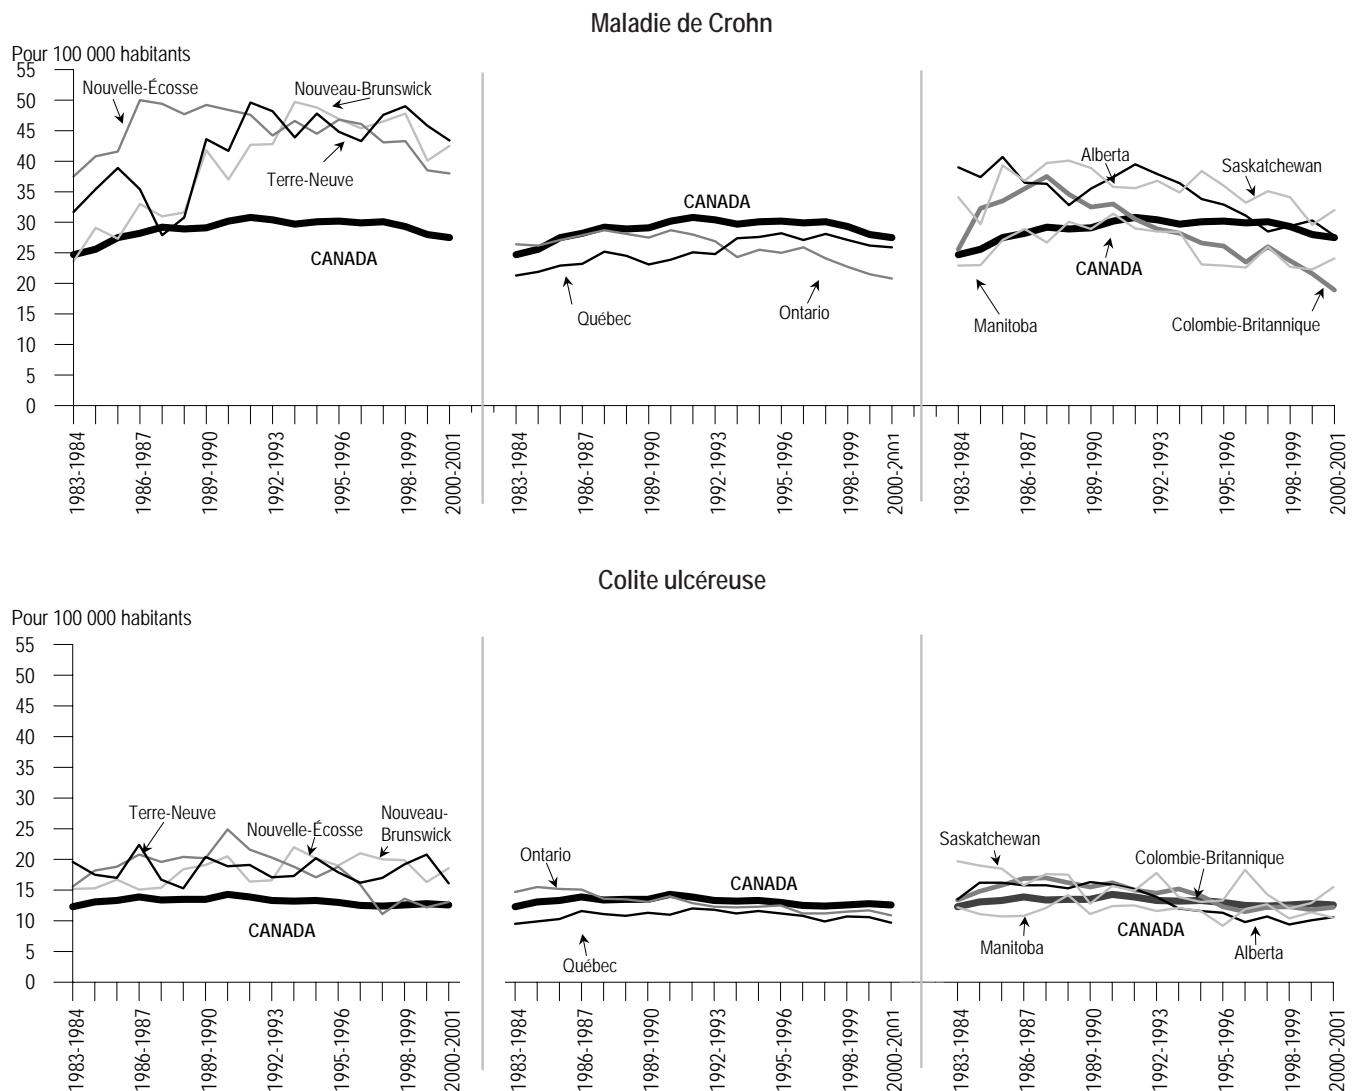 Maladie de Crohn
Pour 100 000 habitants
55
50
45
40
35
30
25
20
15
10
5
0
Nouvelle-Écosse
Nouveau-Brunswick
Terre-Neuve
CANADA
CANADA
Québec
Ontario
Alberta
Saskatchewan
CANADA
Manitoba
Colombie-Britannique
1983-1984
1986-1987
1989-1990
1992-1993
1995-1996
1998-1999
2000-2001
1983-1984
1986-1987
1989-1990
1992-1993
1995-1996
1998-1999
2000-2001
1983-1984
1986-1987
1989-1990
1992-1993
1995-1996
1998-1999
2000-2001
Colite ulcéreuse
Pour 100 000 habitants
55
50
45
40
35
30
25
20
15
10
5
0
Terre-Neuve
Nouvelle-Écosse
Nouveau-
Brunswick
CANADA
Ontario
CANADA
Québec
Saskatchewan
Colombie-Britannique
Manitoba
CANADA
Alberta
1983-1984
1986-1987
1989-1990
1992-1993
1995-1996
1998-1999
2000-2001
1983-1984
1986-1987
1989-1990
1992-1993
1995-1996
1998-1999
2000-2001
1983-1984
1986-1987
1989-1990
1992-1993
1995-1996
1998-1999
2000-2001